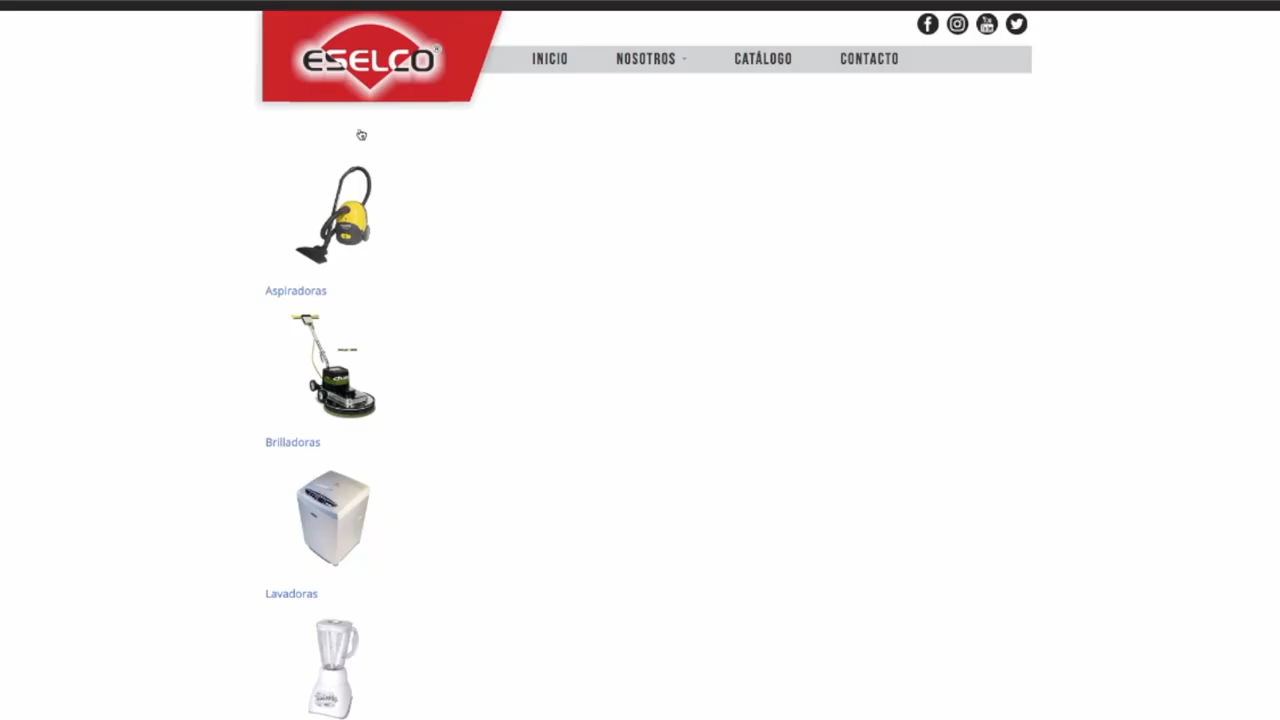 ESELCO®
INICIO NOSOTROS CATÁLOGO CONTACTO
Aspiradoras
Brilladoras
Lavadoras